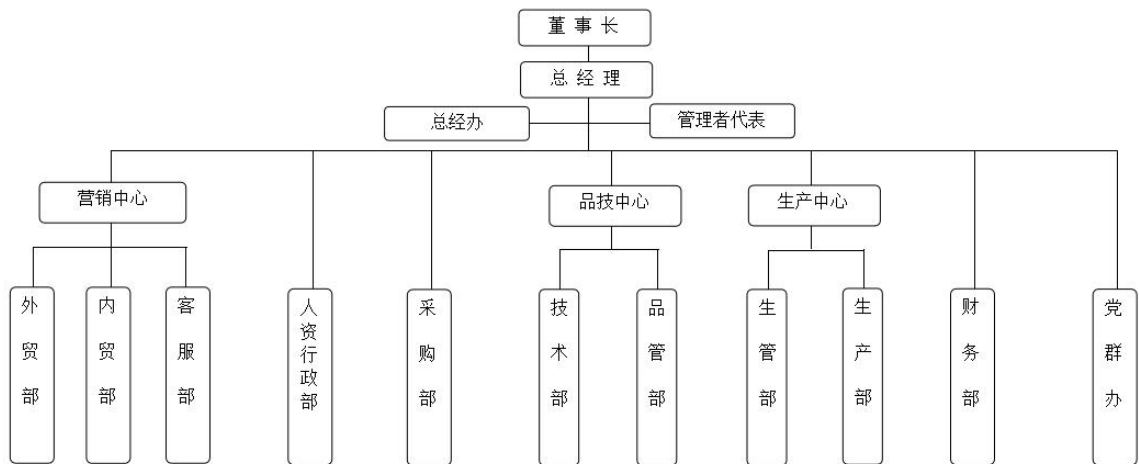 董事长
总经理
总经办
管理者代表
营销中心
品技中心
生产中心
外贸部
内贸部
客服部
人资行政部
采购部
技术部
品管部
生管部
生产部
财务部
党群办